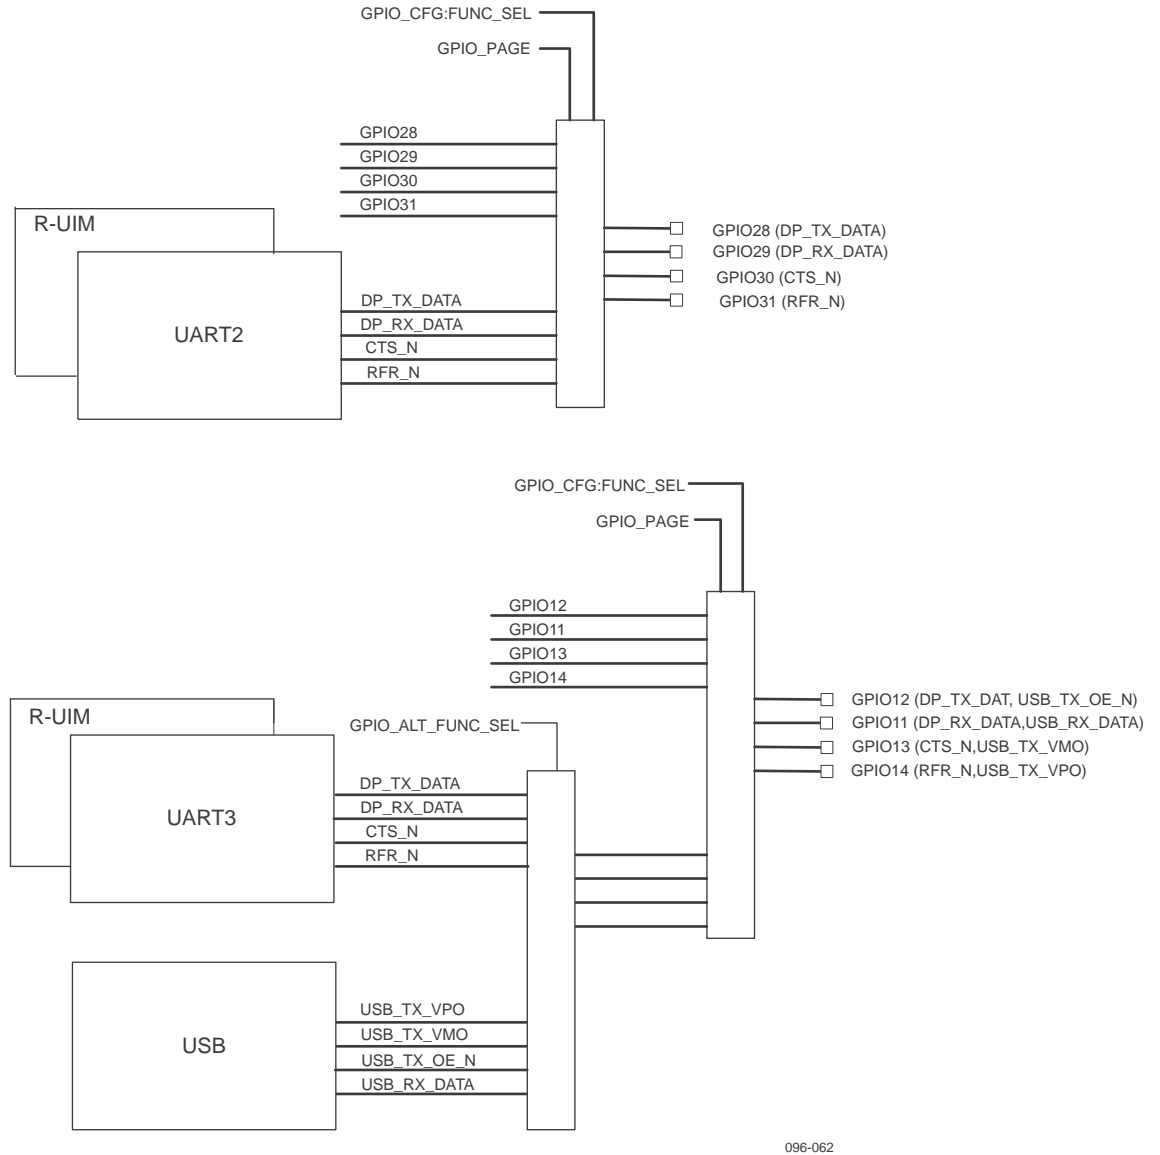 GPIO_CFG:FUNC_SEL
GPIO_PAGE
GPIO28
GPIO29
GPIO30
GPIO31
R-UIM
UART2
DP_TX_DATA
DP_RX_DATA
CTS_N
RFR_N
GPIO28 (DP_TX_DATA)
GPIO29 (DP_RX_DATA)
GPIO30 (CTS_N)
GPIO31 (RFR_N)
GPIO_CFG:FUNC_SEL
GPIO_PAGE
GPIO12
GPIO11
GPIO13
GPIO14
GPIO12 (DP_TX_DAT, USB_TX_OE_N)
GPIO11 (DP_RX_DATA,USB_RX_DATA)
GPIO13 (CTS_N,USB_TX_VMO)
GPIO14 (RFR_N,USB_TX_VPO)
R-UIM
GPIO_ALT_FUNC_SEL
UART3
DP_TX_DATA
DP_RX_DATA
CTS_N
RFR_N
USB
USB_TX_VPO
USB_TX_VMO
USB_TX_OE_N
USB_RX_DATA
096-062